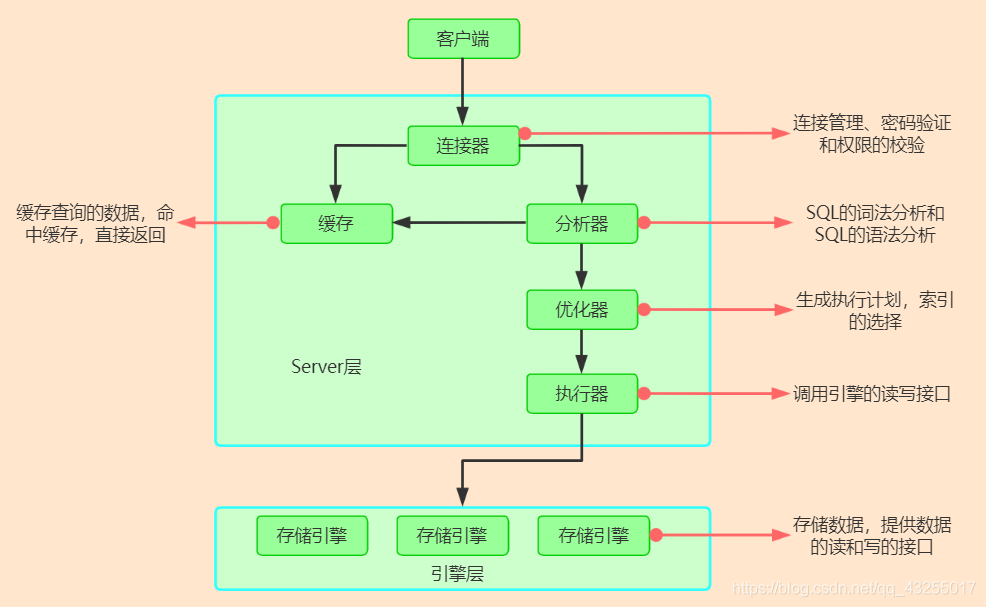 客户端
连接器
连接管理、密码验证
和权限的校验
缓存查询的数据，命
中缓存，直接返回
缓存
分析器
SQL的词法分析和
SQL的语法分析
优化器
生成执行计划，索引
的选择
Server层
执行器
调用引擎的读写接口
存储引擎
存储引擎
存储引擎
存储数据，提供数据
的读和写的接口
引擎层
https://blog.csdn.net/qq_43255017